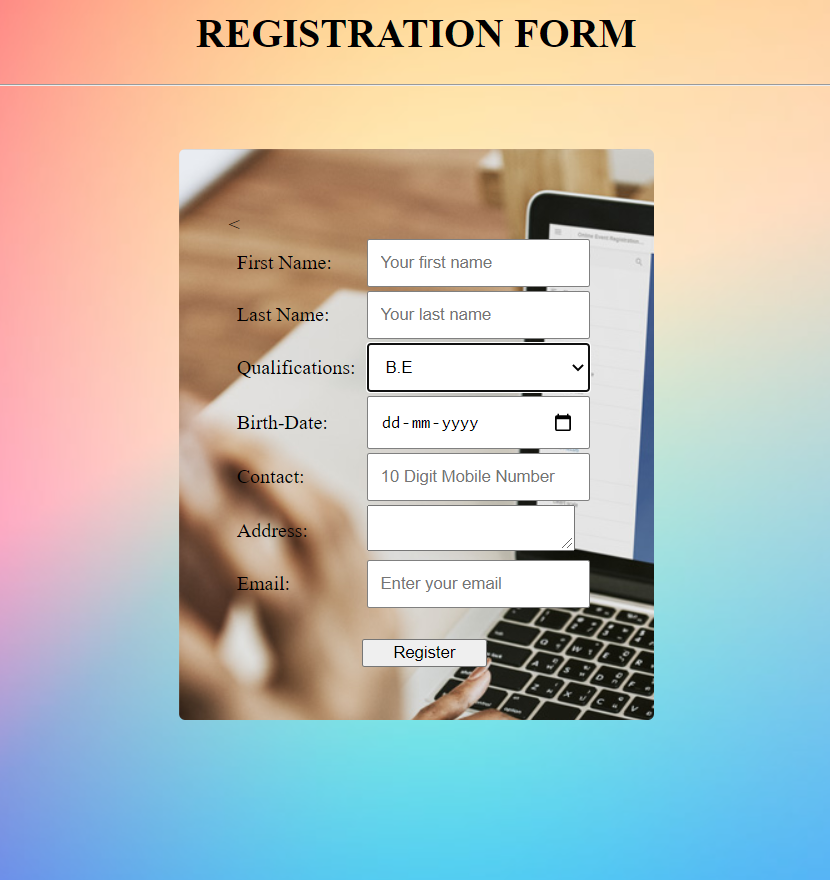 REGISTRATION FORM
<
First Name: Your first name
Last Name: Your last name
Qualifications: B.E
Birth-Date: dd-mm-yyyy
Contact: 10 Digit Mobile Number
Address:
Email: Enter your email
Register